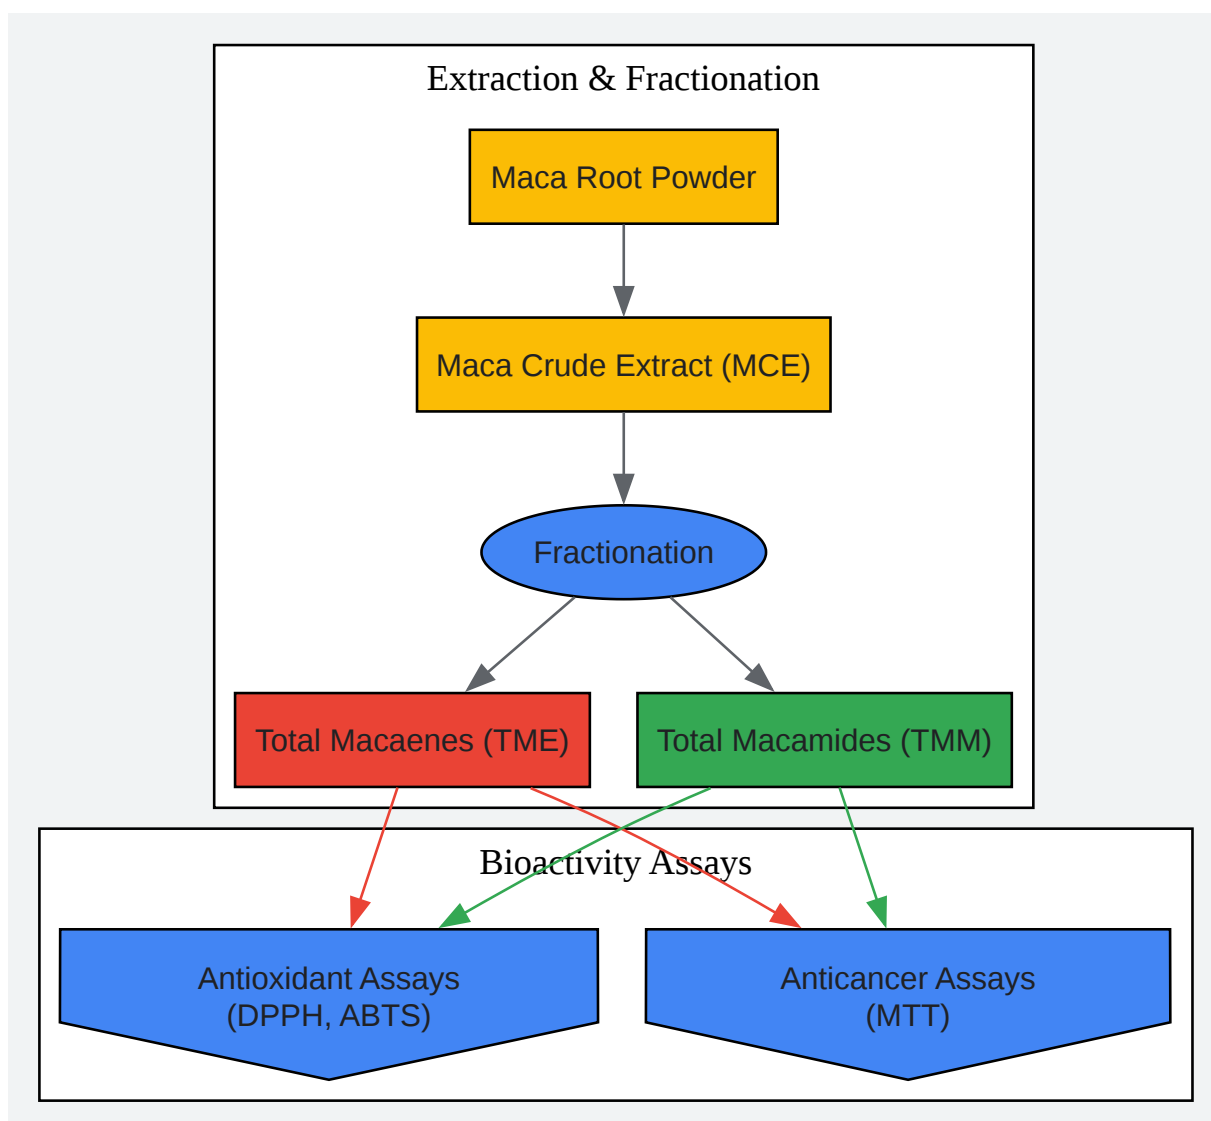 Extraction & Fractionation
Maca Root Powder
Maca Crude Extract (MCE)
Fractionation
Total Macaenes (TME)
Total Macamides (TMM)
Bioactivity Assays
Antioxidant Assays
(DPPH, ABTS)
Anticancer Assays
(MTT)